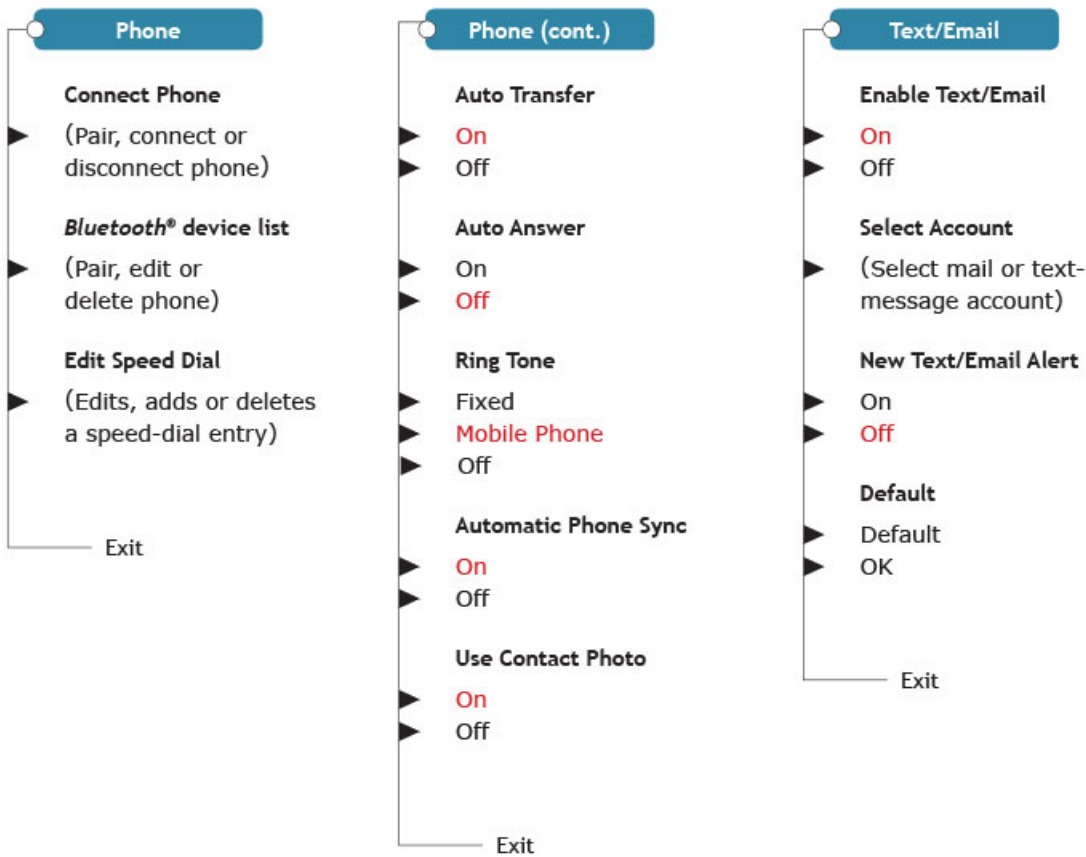 Phone
Connect Phone
(Pair, connect or
disconnect phone)
Bluetooth® device list
(Pair, edit or
delete phone)
Edit Speed Dial
(Edits, adds or deletes
a speed-dial entry)
Exit
Phone (cont.)
Auto Transfer
On
Off
Auto Answer
On
Off
Ring Tone
Fixed
Mobile Phone
Off
Automatic Phone Sync
On
Off
Use Contact Photo
On
Off
Exit
Text/Email
Enable Text/Email
On
Off
Select Account
(Select mail or text-
message account)
New Text/Email Alert
On
Off
Default
Default
OK
Exit